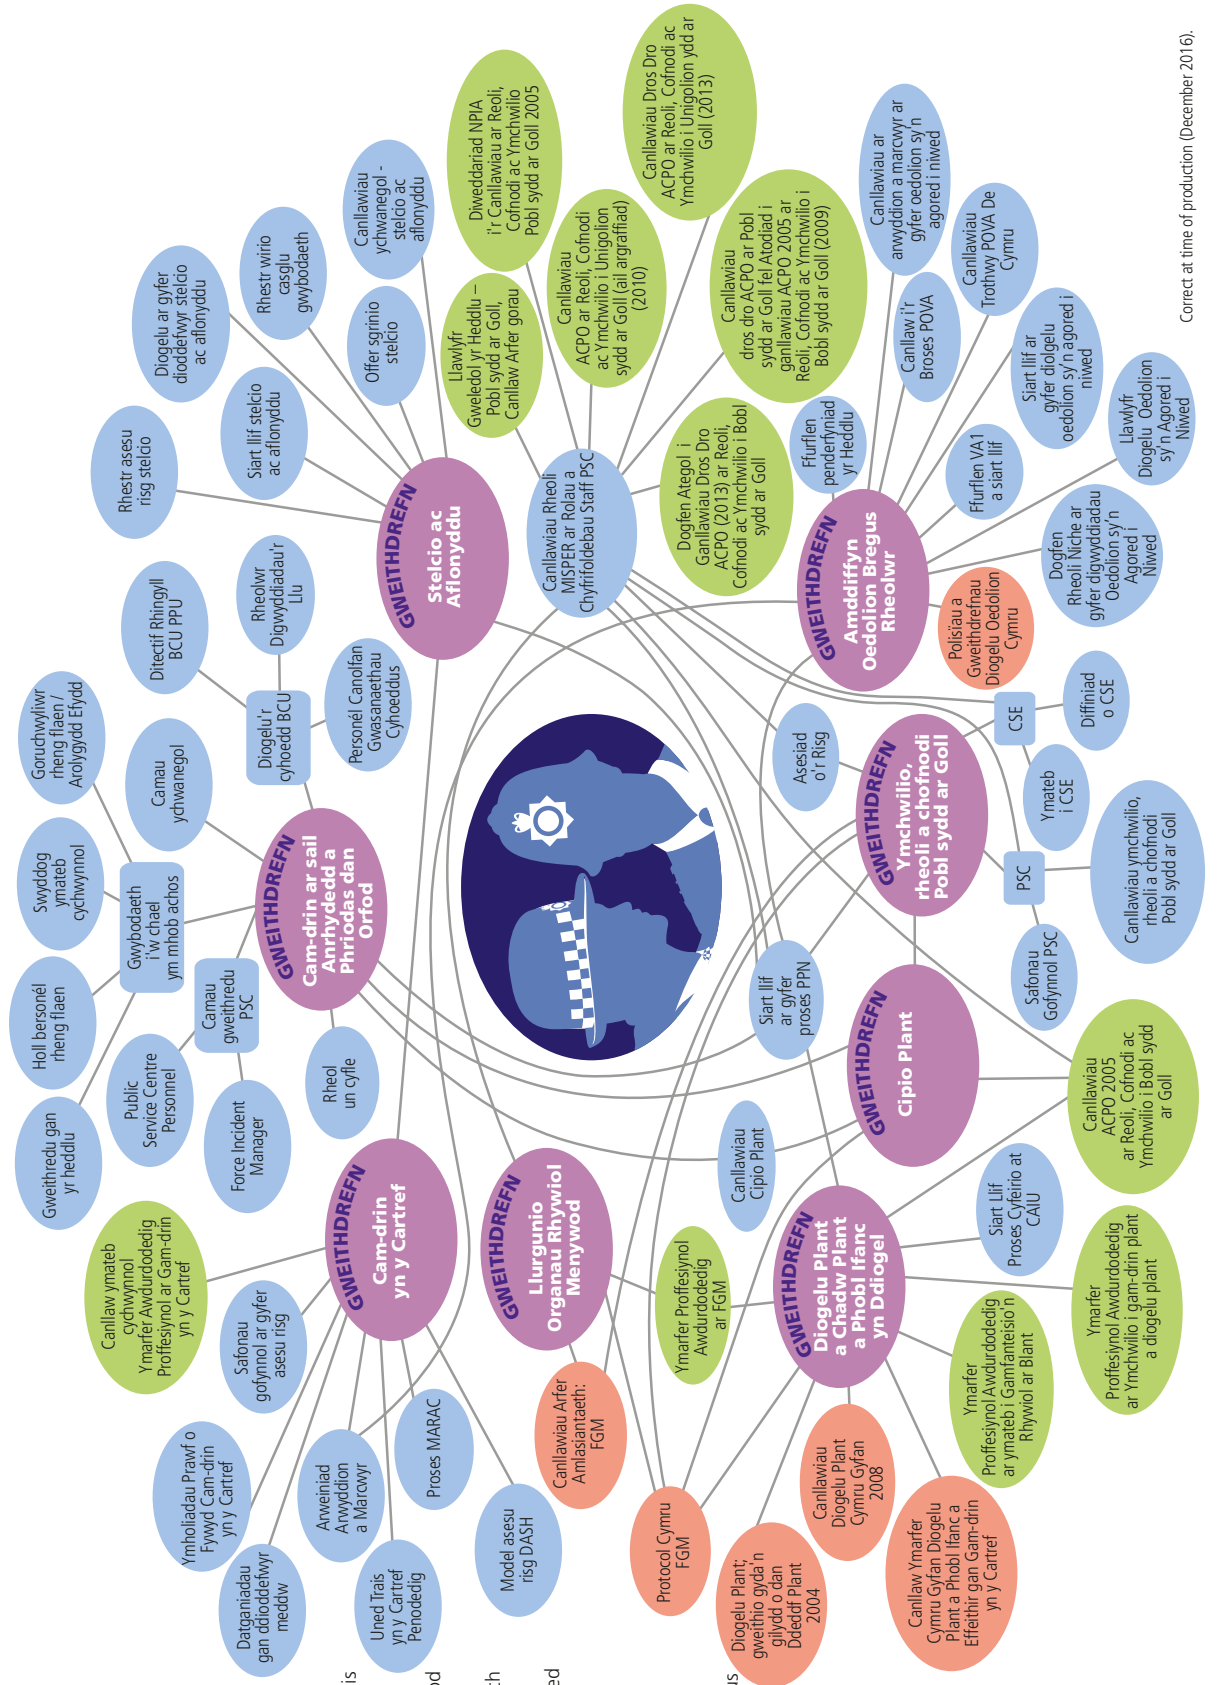 Gweithredu gan
yr heddlu
Holl bersonél
rheng flaen
Swyddog
ymateb
cychwynnol
Goruchwyliwr
rheng flaen /
Arolygydd Efydd
Public
Service Centre
Personnel
Gwybodaeth
i'w chael
ym mhob achos
Camau
ychwanegol
Ditectif Rhingyll
BCU PPU
Force Incident
Manager
Camau
gweithredu
PSC
Diogelu'r
cyhoedd BCU
Rheolwr
Digwyddiadau'r
Llu
Personél Canolfan
Gwasanaethau
Cyhoeddus
Rheol
un cyfle
GWEITHDREFN
Cam-drin ar sail
Anrhydedd a
Phriodas dan
Orfod
Rhestr asesu
risg stelcio
Diogelu ar gyfer
dioddefwyr stelcio
ac aflonyddu
Siart llif stelcio
ac aflonyddu
Rhestr wirio
casglu
gwybodaeth
Offer sgrinio
stelcio
Canllawiau
ychwanegol -
stelcio ac
aflonyddu
GWEITHDREFN
Stelcio ac
Aflonyddu
Canllaw ymateb
cychwynnol
Ymarfer Awdurdodedig
Proffesiynol ar Gam-drin
yn y Cartref
Safonau
gofynnol ar gyfer
asesu risg
Ymholiadau Prawf o
Fywyd Cam-drin
yn y Cartref
Datganiadau
gan ddioddefwyr
meddw
Arweiniad
Arwyddion
a Marcwyr
Uned Trais
yn y Cartref
Penodedig
Proses MARAC
Model asesu
risg DASH
GWEITHDREFN
Cam-drin
yn y Cartref
Llawlyfr
Gweledol yr Heddlu –
Pobl sydd ar Goll,
Canllaw Arfer gorau
Diweddariad NPIA
i'r Canllawiau ar Reoli,
Cofnodi ac Ymchwilio
Pobl sydd ar Goll 2005
Canllawiau
ACPO ar Reoli, Cofnodi
ac Ymchwilio i Unigolion
sydd ar Goll (ail argraffiad)
(2010)
Canllawiau Dros Dro
ACPO ar Reoli, Cofnodi ac
Ymchwilio i Unigolion ydd ar
Goll (2013)
Canllawiau Rheoli
MISPER ar Rolau a
Chyfrifoldebau Staff PSC
Dogfen Ategol i
Ganllawiau Dros Dro
ACPO (2013) ar Reoli,
Cofnodi ac Ymchwilio i Bobl
sydd ar Goll
Canllawiau
dros dro ACPO ar Pobl
sydd ar Goll fel Atodiad i
ganllawiau ACPO 2005 ar
Reoli, Cofnodi ac Ymchwilio i
Bobl sydd ar Goll (2009)
GWEITHDREFN
Llurgunio
Organau Rhywiol
Menywod
Canllawiau Arfer
Amlasiantaeth:
FGM
Ymarfer Proffesiynol
Awdurdodedig
ar FGM
Protocol Cymru
FGM
Canllawiau
Cipio Plant
Siart llif
ar gyfer
proses PPN
Asesiad
o'r Risg
Ffurflen
penderfyniad
yr Heddlu
GWEITHDREFN
Amddiffyn
Oedolion Bregus
Rheolwr
Canllawiau ar
arwyddion a marcwyr ar
gyfer oedolion sy'n
agored i niwed
Canllaw i'r
Broses POVA
Canllawiau
Trothwy POVA De
Cymru
Ffurflen VA1
a siart llif
Siart llif ar
gyfer diolgelu
oedolion sy'n agored i
niwed
Llawlyfr
Diogelu Oedolion
sy'n Agored i
Niwed
Dogfen
Rheoli Niche ar
gyfer digwyddiadau
Oedolion sy'n
Agored i
Niwed
Polisiau a
Gweithdrefnau
Diogelu Oedolion
Cymru
GWEITHDREFN
Ymchwilio,
rheoli a chofnodi
Pobl sydd ar Goll
CSE
Diffiniad
o CSE
Ymateb
i CSE
PSC
Safonau
Gofynnol PSC
Canllawiau ymchwilio,
rheoli a chofnodi
Pobl sydd ar Goll
GWEITHDREFN
Cipio Plant
Canllawiau
ACPO 2005
ar Reoli, Cofnodi ac
Ymchwilio i Bobl sydd
ar Goll
GWEITHDREFN
Diogelu Plant
a Chadw Plant
a Phobl Ifanc
yn Ddiogel
Siart Llif
Proses Cyfeirio at
CAIU
Diogelu Plant;
gweithio gyda'n
gilydd o dan
Ddeddf Plant
2004
Canllawiau
Diogelu Plant
Cymru Gyfan
2008
Canllaw Ymarfer
Cymru Gyfan Diogelu
Plant a Phobl Ifanc a
Effeithir gan Gam-drin
yn y Cartref
Ymarfer
Proffesiynol Awdurdodedig
ar ymateb i Gamfanteisio'n
Rhywiol ar Blant
Ymarfer
Proffesiynol Awdurdodedig
ar Ymchwilio i gam-drin plant
a diogelu plant
is
od
ch
ed
us
Correct at time of production (December 2016).